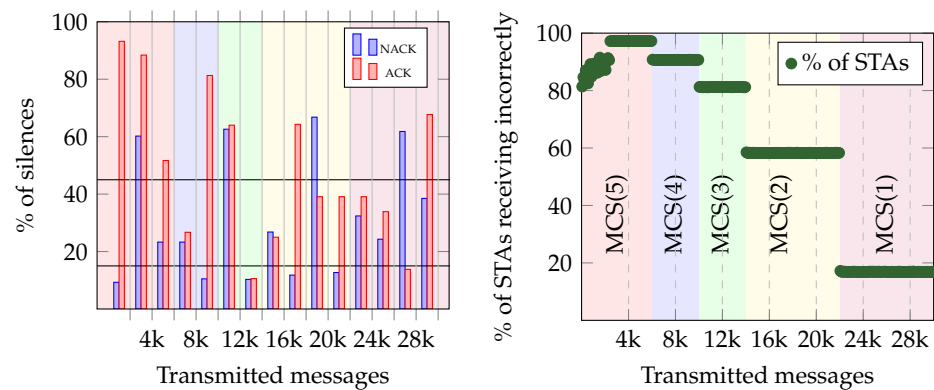 100
80
60
40
20
% of silences
NACK
ACK
4k 8k 12k 16k 20k 24k 28k
Transmitted messages
100
80
60
40
20
% of STAs receiving incorrectly
% of STAs
MCS(5)
MCS(4)
MCS(3)
MCS(2)
MCS(1)
4k 8k 12k 16k 20k 24k 28k
Transmitted messages